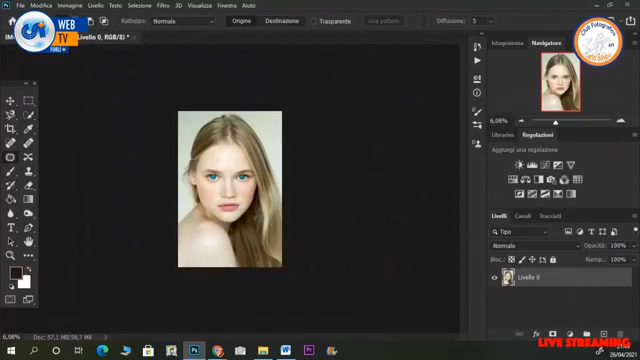 File Modifica Immagine Livello Testo Selezione Filtro 3D Visualizza Finestra Aiuto
Rattoppo: Normale Origine Destinazione Trasparente Usa pattern Diffusione: 5
WEB
TV
FORLI
Livello 0, RGB/8) *
Club Fotografico
Istogramma Navigatore
6,08%
Libraries Regolazioni
Aggiungi una regolazione
Livelli Canali Tracciati
Tipo
Normale Opacità: 100%
Bloc.: Riemp.: 100%
Livello 0
6,08% Doc: 57,1 MB/58,7 MB
LIVE STREAMING
26/04/2021